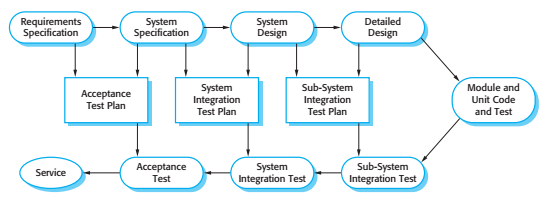 Requirements
Specification
System
Specification
System
Design
Detailed
Design
Acceptance
Test Plan
System
Integration
Test Plan
Sub-System
Integration
Test Plan
Module and
Unit Code
and Test
Service
Acceptance
Test
System
Integration Test
Sub-System
Integration Test